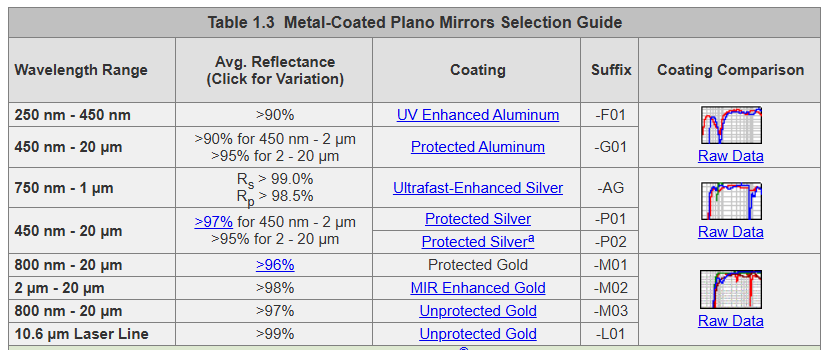 Table 1.3 Metal-Coated Plano Mirrors Selection Guide
Wavelength Range
Avg. Reflectance
(Click for Variation)
Coating
Suffix
Coating Comparison
250 nm - 450 nm
>90%
UV Enhanced Aluminum
-F01
Raw Data
450 nm - 20 µm
>90% for 450 nm - 2 µm
>95% for 2 - 20 µm
Protected Aluminum
-G01
750 nm - 1 µm
Rs > 99.0%
Rp > 98.5%
Ultrafast-Enhanced Silver
-AG
Raw Data
450 nm - 20 µm
>97% for 450 nm - 2 µm
>95% for 2 - 20 µm
Protected Silver
-P01
Protected Silvera
-P02
800 nm - 20 µm
>96%
Protected Gold
-M01
Raw Data
2 µm - 20 µm
>98%
MIR Enhanced Gold
-M02
800 nm - 20 µm
>97%
Unprotected Gold
-M03
10.6 µm Laser Line
>99%
Unprotected Gold
-L01